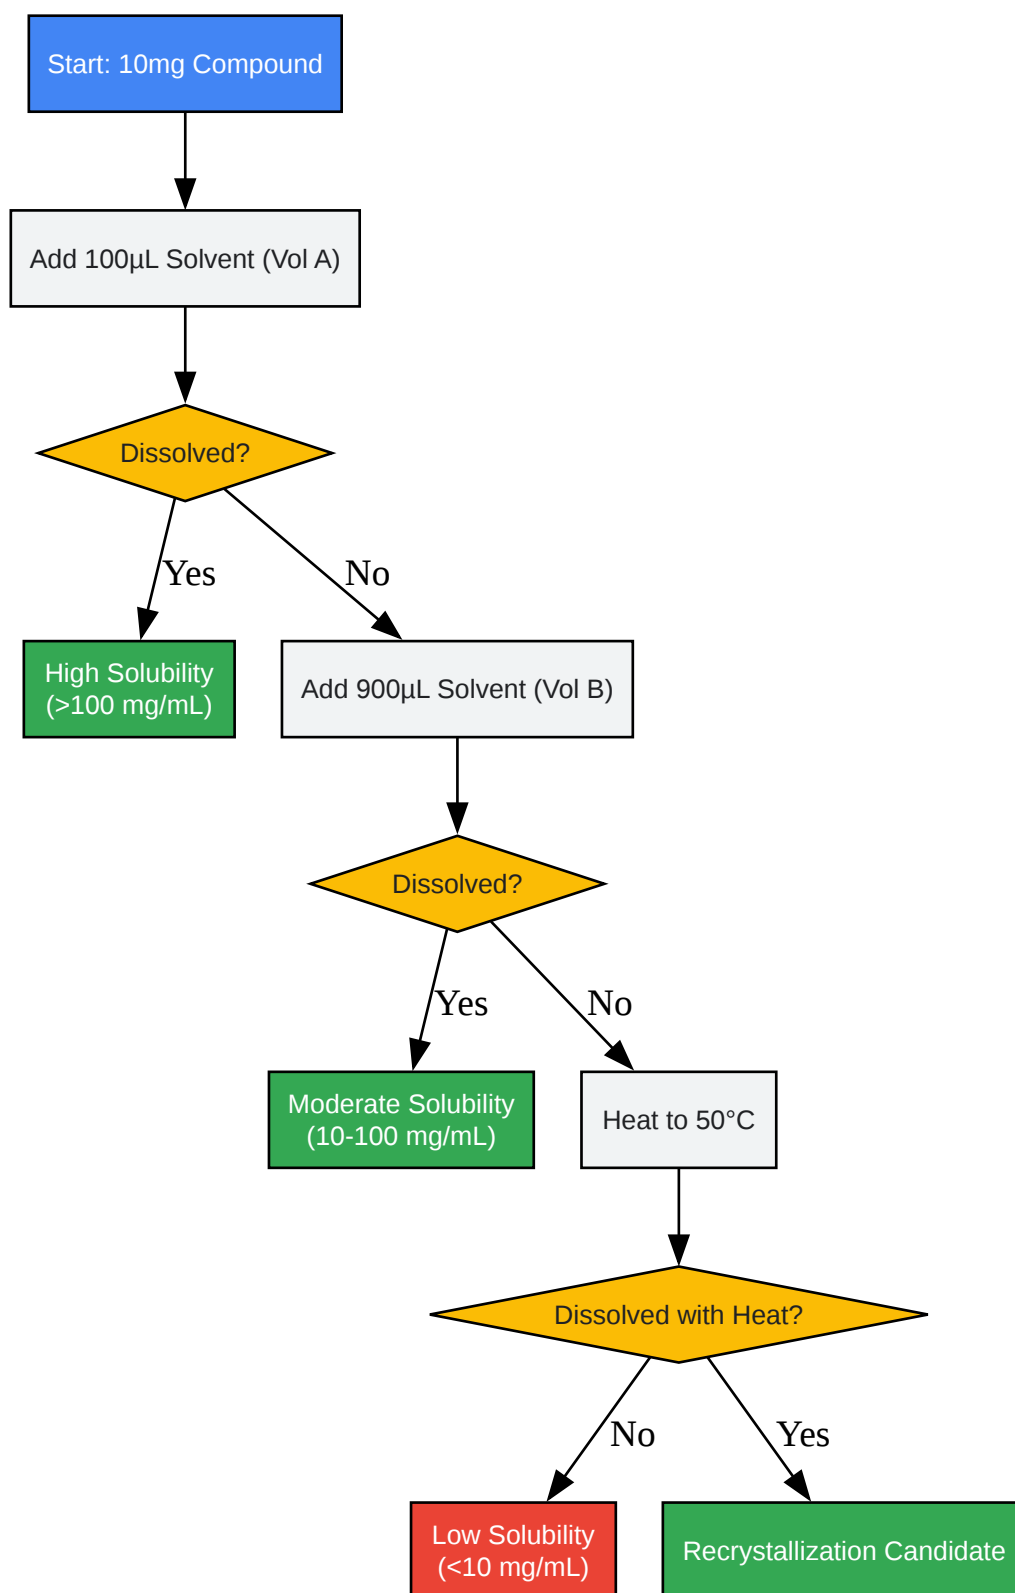 Start: 10mg Compound
Add 100µL Solvent (Vol A)
Dissolved?
Yes
No
High Solubility
(>100 mg/mL)
Add 900µL Solvent (Vol B)
Dissolved?
Yes
No
Moderate Solubility
(10-100 mg/mL)
Heat to 50°C
Dissolved with Heat?
No
Yes
Low Solubility
(<10 mg/mL)
Recrystallization Candidate